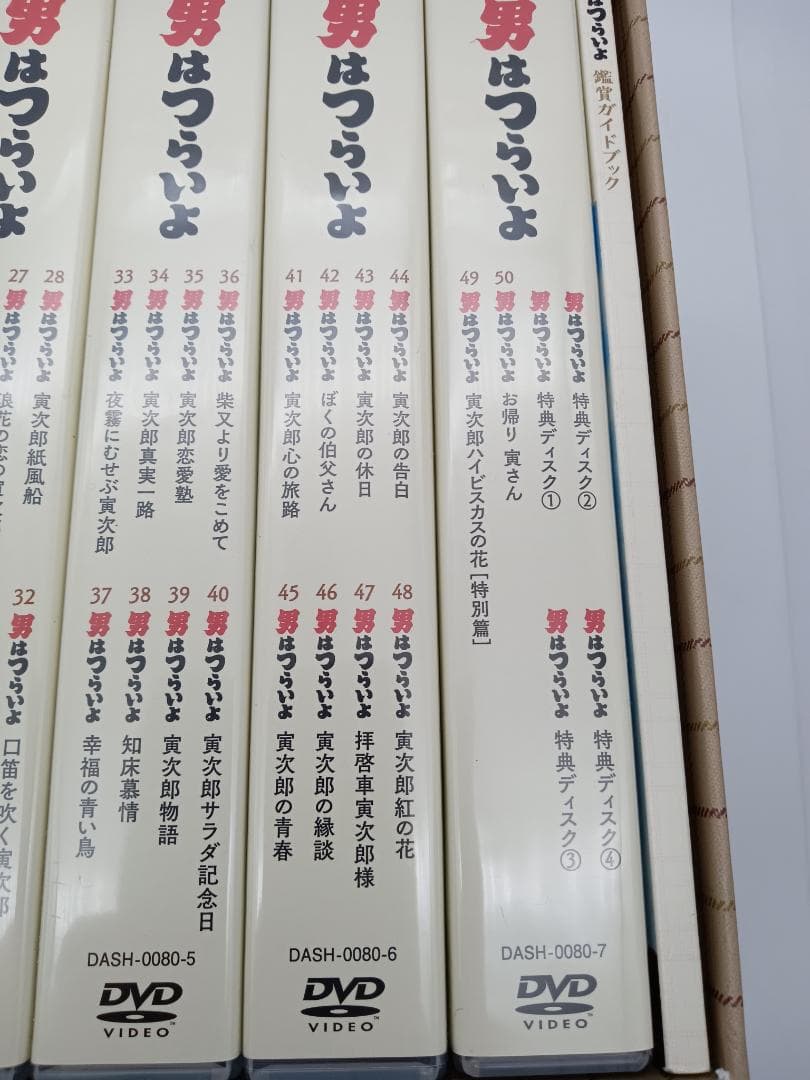 男はつらいよ
27
男はつらいよ
28
男はつらいよ
寅次郎紙風船
32
男はつらいよ
口笛を吹く寅次郎
男はつらいよ
33
男はつらいよ
夜霧にむせぶ寅次郎
34
男はつらいよ
寅次郎真実一路
35
男はつらいよ
寅次郎恋愛塾
36
男はつらいよ
柴又より愛をこめて
37
男はつらいよ
幸福の青い鳥
38
男はつらいよ
知床慕情
39
男はつらいよ
寅次郎物語
40
男はつらいよ
寅次郎サラダ記念日
DASH-0080-5
DVD
VIDEO
TM
男はつらいよ
41
男はつらいよ
寅次郎心の旅路
42
男はつらいよ
ぼくの伯父さん
43
男はつらいよ
寅次郎の休日
44
男はつらいよ
寅次郎の告白
45
男はつらいよ
寅次郎の青春
46
男はつらいよ
寅次郎の縁談
47
男はつらいよ
拝啓車寅次郎様
48
男はつらいよ
寅次郎紅の花
DASH-0080-6
DVD
VIDEO
TM
男はつらいよ
49
男はつらいよ
寅次郎ハイビスカスの花[特別篇]
50
男はつらいよ
お帰り 寅さん
男はつらいよ
特典ディスク①
男はつらいよ
特典ディスク②
男はつらいよ
特典ディスク③
男はつらいよ
特典ディスク④
DASH-0080-7
DVD
VIDEO
TM
はつらいよ 鑑賞ガイドブック